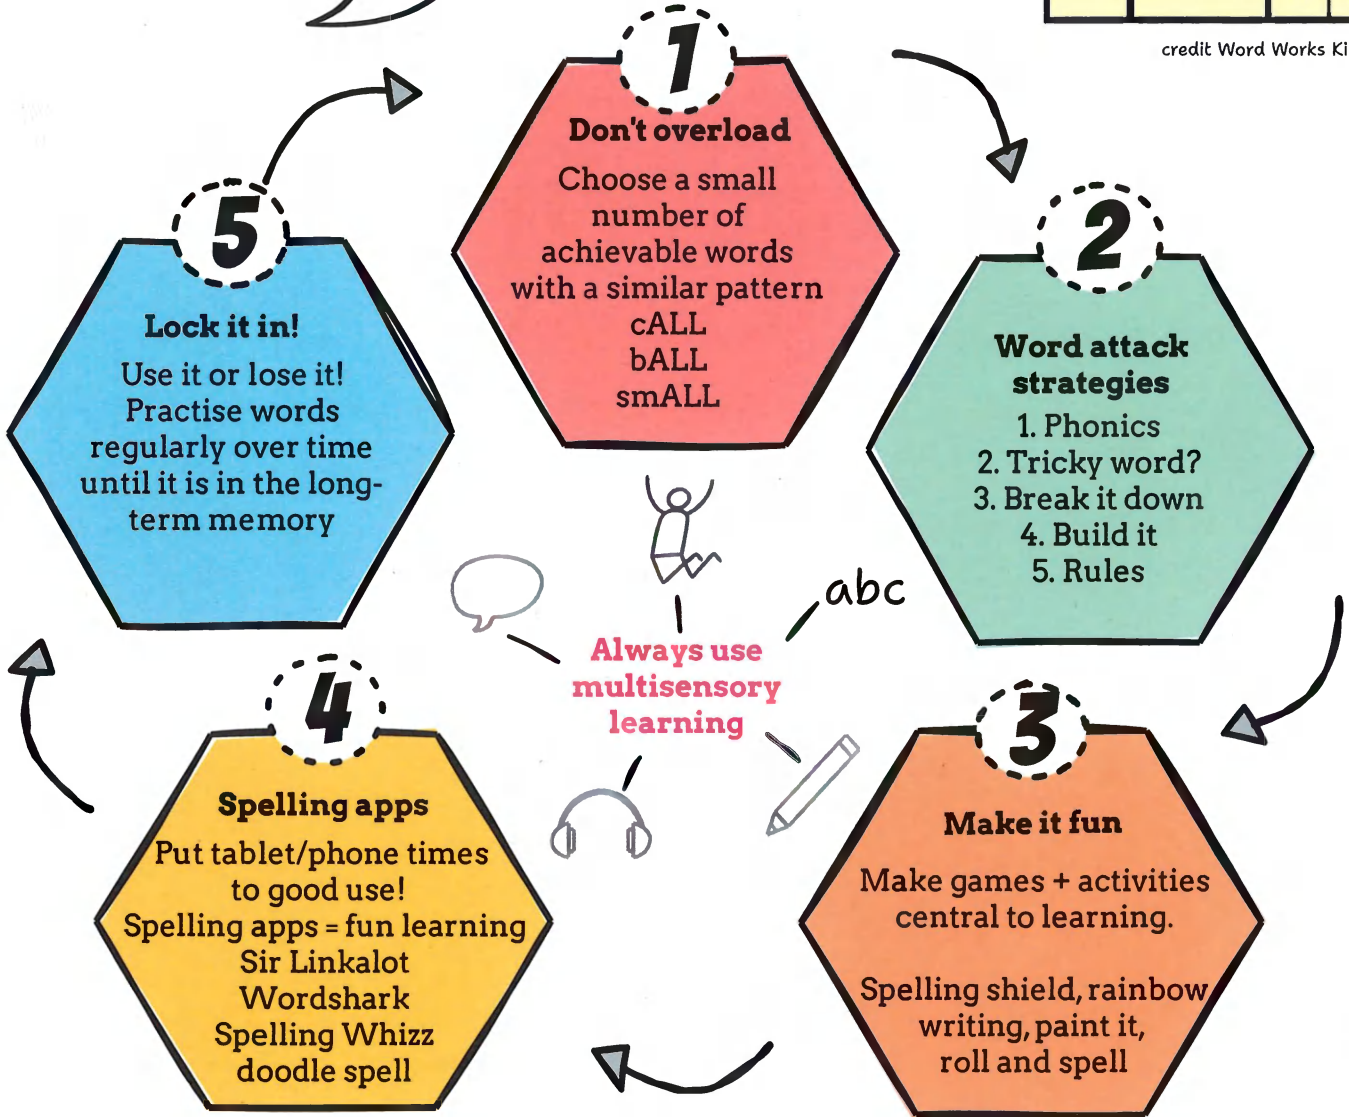 credit Word Works Ki
1
Don't overload
Choose a small
number of
achievable words
with a similar pattern
cALL
bALL
smALL
2
Word attack
strategies
1. Phonics
2. Tricky word?
3. Break it down
4. Build it
5. Rules
3
Make it fun
Make games + activities
central to learning.
Spelling shield, rainbow
writing, paint it,
roll and spell
4
Spelling apps
Put tablet/phone times
to good use!
Spelling apps = fun learning
Sir Linkalot
Wordshark
Spelling Whizz
doodle spell
5
Lock it in!
Use it or lose it!
Practise words
regularly over time
until it is in the long-
term memory
abc
Always use
multisensory
learning